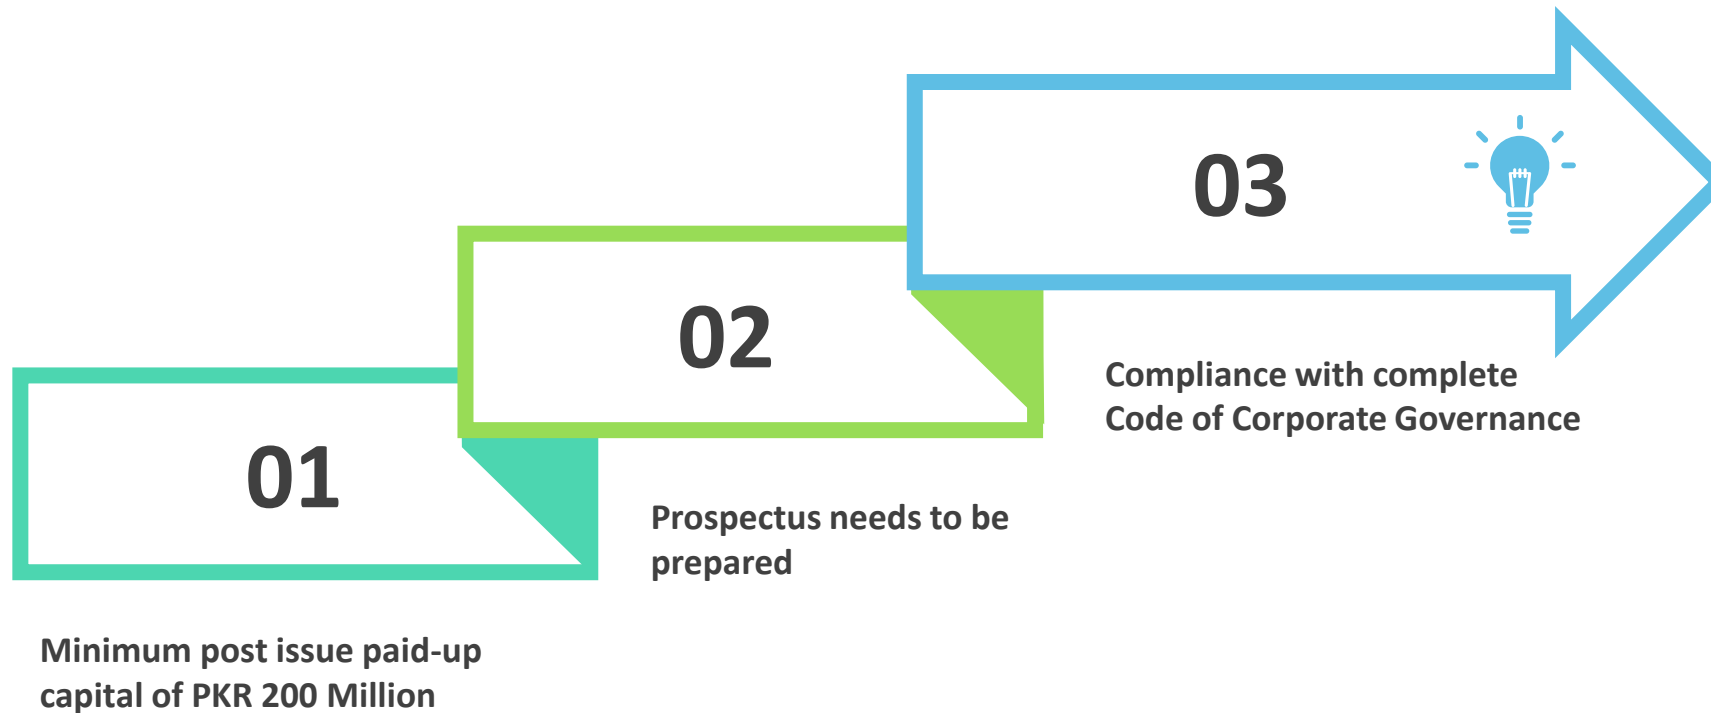 01
Minimum post issue paid-up
capital of PKR 200 Million
02
Prospectus needs to be
prepared
03
Compliance with complete
Code of Corporate Governance